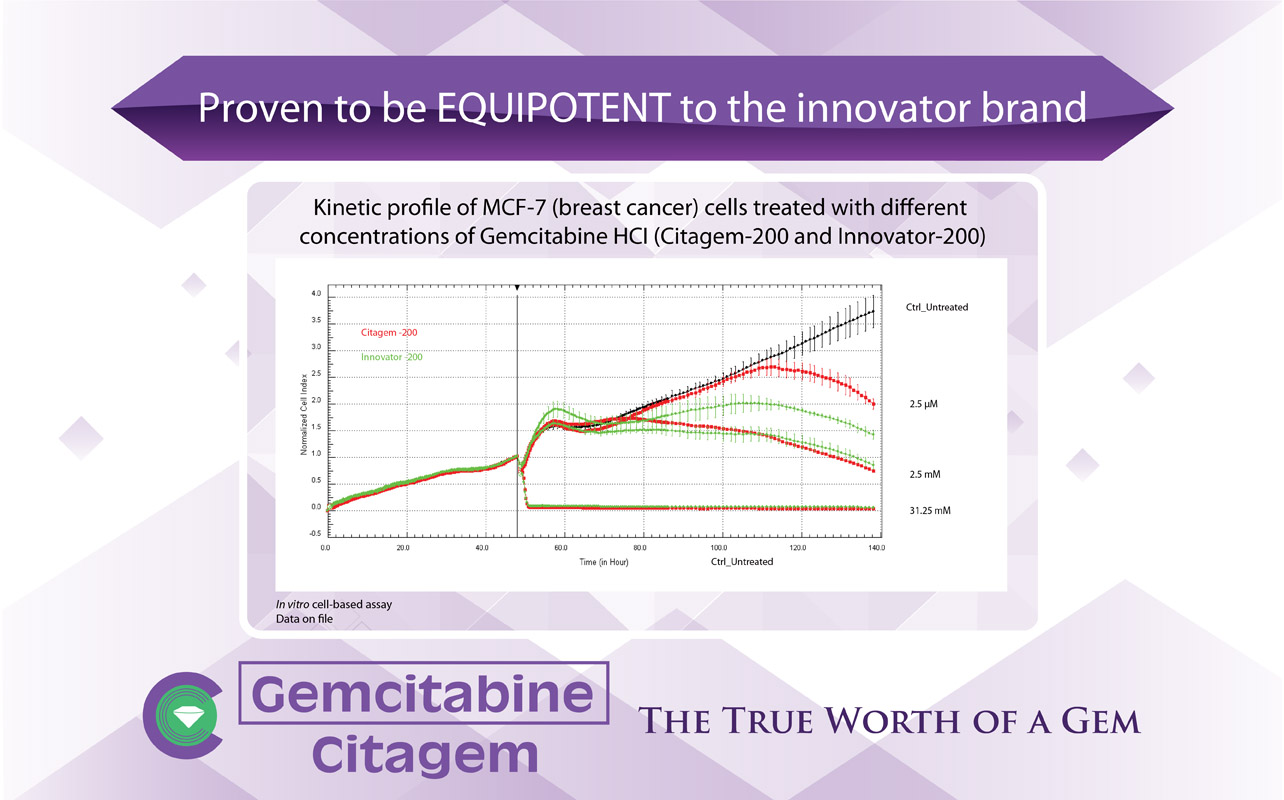 Proven to be EQUIPOTENT to the innovator brand
Kinetic profile of MCF-7 (breast cancer) cells treated with different
concentrations of Gemcitabine HCI (Citagem-200 and Innovator-200)
4.0
3.5
3.0
2.5
2.0
1.5
1.0
0.5
0.0
-0.5
Normalized Cell Index
Citagem -200
Innovator -200
Ctrl_Untreated
2.5 µM
2.5 mM
31.25 mM
0.0 20.0 40.0 60.0 80.0 100.0 120.0 140.0
Time (in Hour)
Ctrl_Untreated
In vitro cell-based assay
Data on file
Gemcitabine
Citagem
THE TRUE WORTH OF A GEM